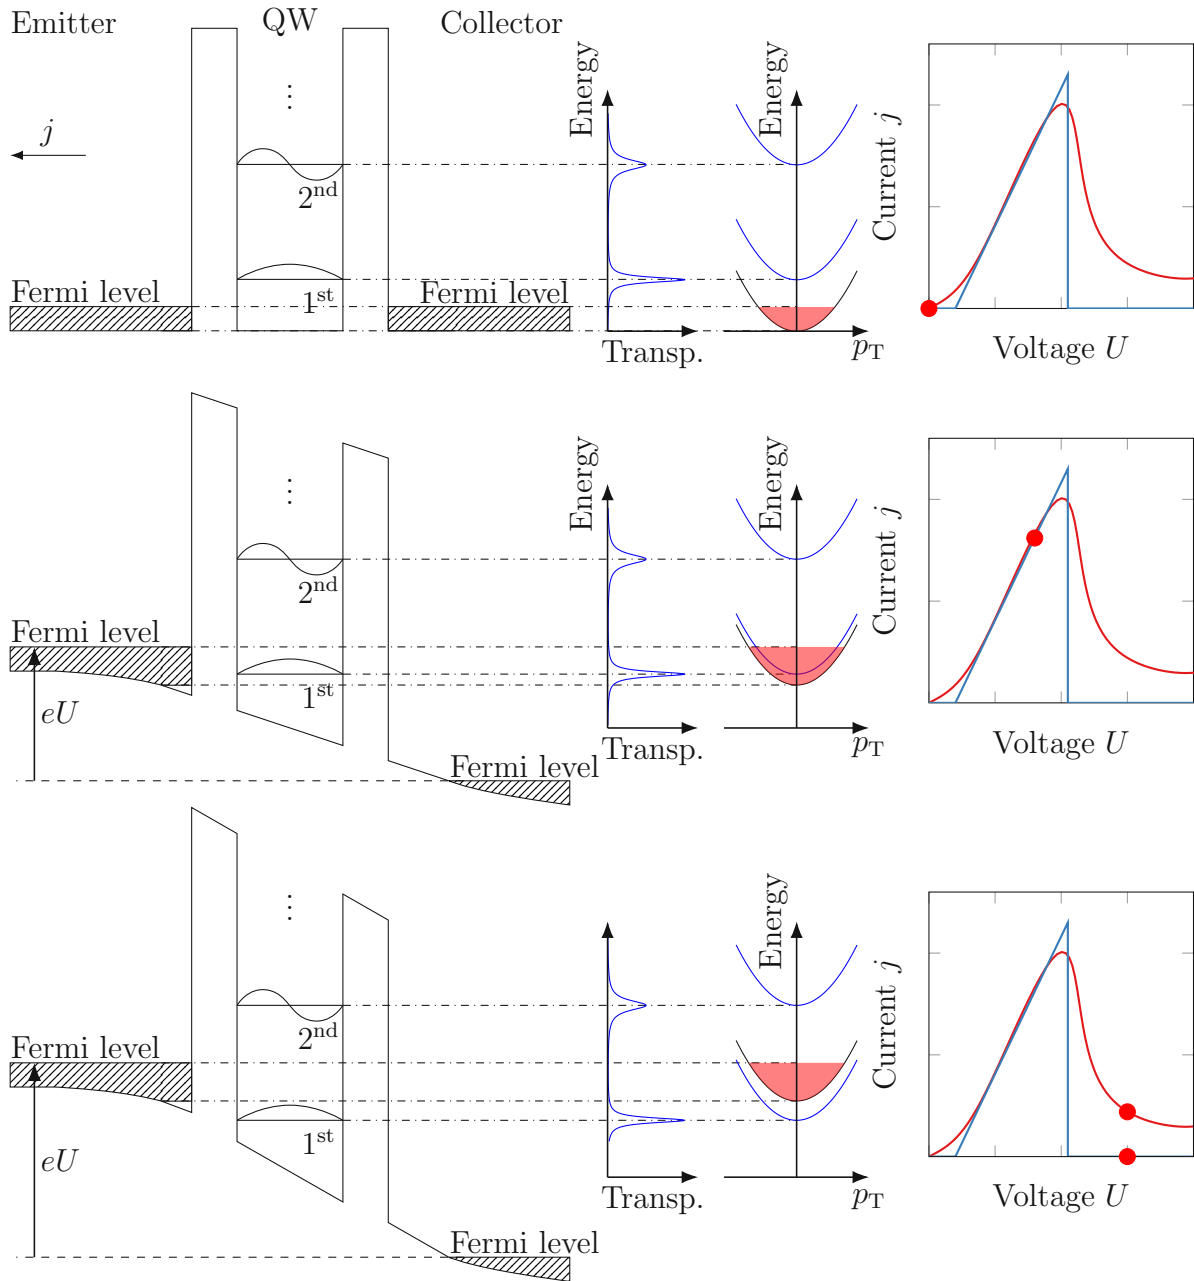 Emitter
QW
Collector
j
⋮
2nd
1st
Fermi level
Fermi level
Energy
Transp.
Energy
pT
Current j
Voltage U
⋮
2nd
1st
Fermi level
eU
Fermi level
Energy
Transp.
Energy
pT
Current j
Voltage U
⋮
2nd
1st
Fermi level
eU
Fermi level
Transp.
Energy
pT
Current j
Voltage U